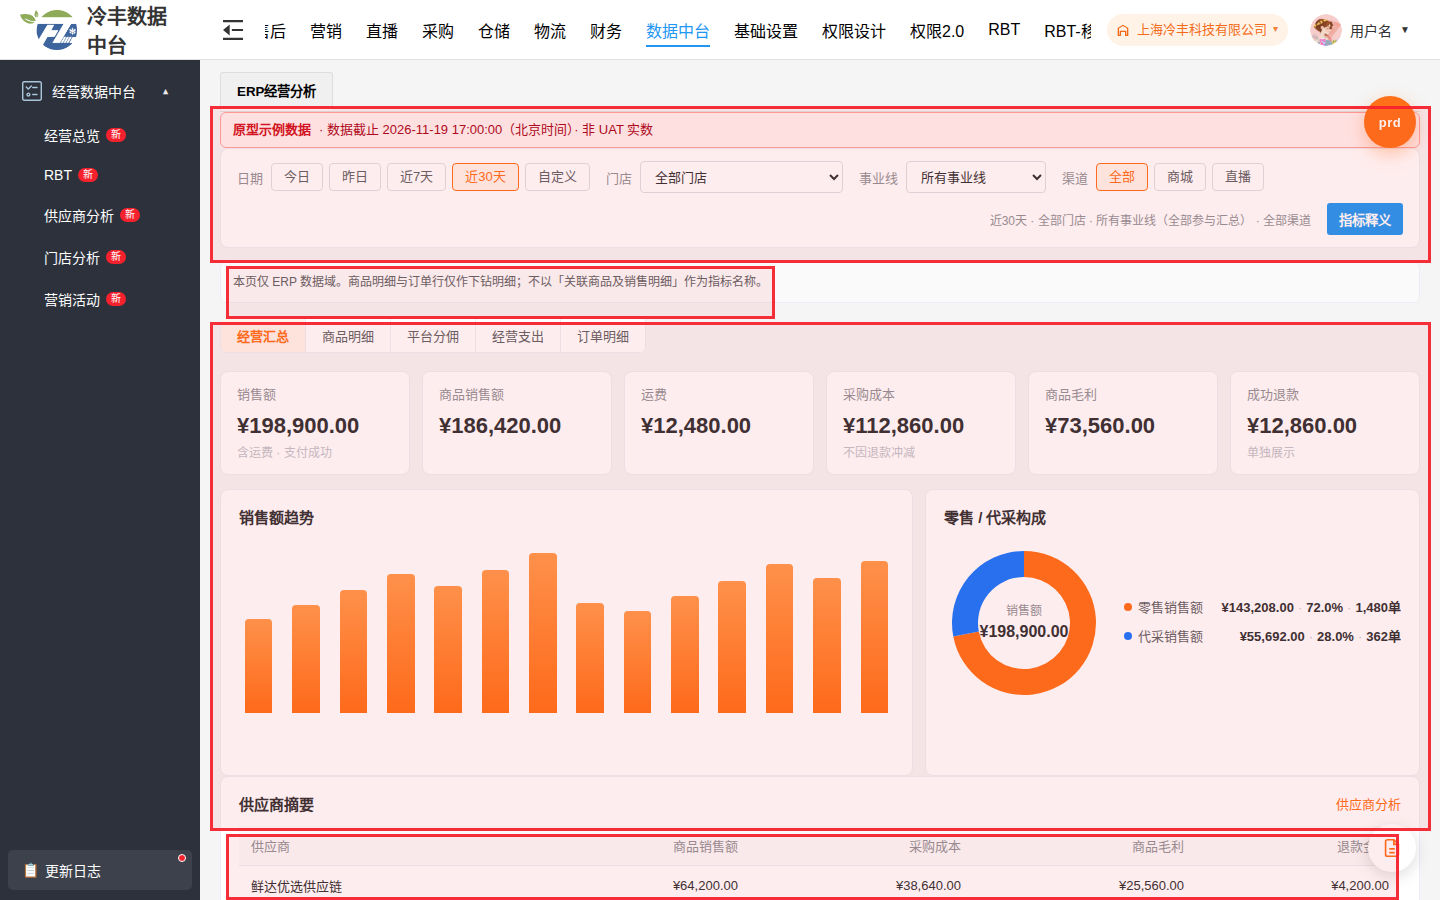 冷丰数据
中台
售后 营销 直播 采购 仓储 物流 财务 数据中台 基础设置 权限设计 权限2.0 RBT RBT-移
上海冷丰科技有限公司 ▾ 用户名 ▼
经营数据中台 ▲
经营总览 新
RBT 新
供应商分析 新
门店分析 新
营销活动 新
更新日志
ERP经营分析
prd
原型示例数据 · 数据截止 2026-11-19 17:00:00（北京时间）· 非 UAT 实数
日期 今日 昨日 近7天 近30天 自定义 门店 全部门店 事业线 所有事业线 渠道 全部 商城 直播
近30天 · 全部门店 · 所有事业线（全部参与汇总） · 全部渠道 指标释义
本页仅 ERP 数据域。商品明细与订单行仅作下钻明细；不以「关联商品及销售明细」作为指标名称。
经营汇总 商品明细 平台分佣 经营支出 订单明细
销售额 商品销售额 运费 采购成本 商品毛利 成功退款
¥198,900.00 ¥186,420.00 ¥12,480.00 ¥112,860.00 ¥73,560.00 ¥12,860.00
含运费 · 支付成功 不因退款冲减 单独展示
销售额趋势 零售 / 代采构成
销售额
¥198,900.00
零售销售额 ¥143,208.00 · 72.0% · 1,480单
代采销售额 ¥55,692.00 · 28.0% · 362单
供应商摘要 供应商分析
供应商 商品销售额 采购成本 商品毛利 退款
鲜达优选供应链 ¥64,200.00 ¥38,640.00 ¥25,560.00 ¥4,200.00